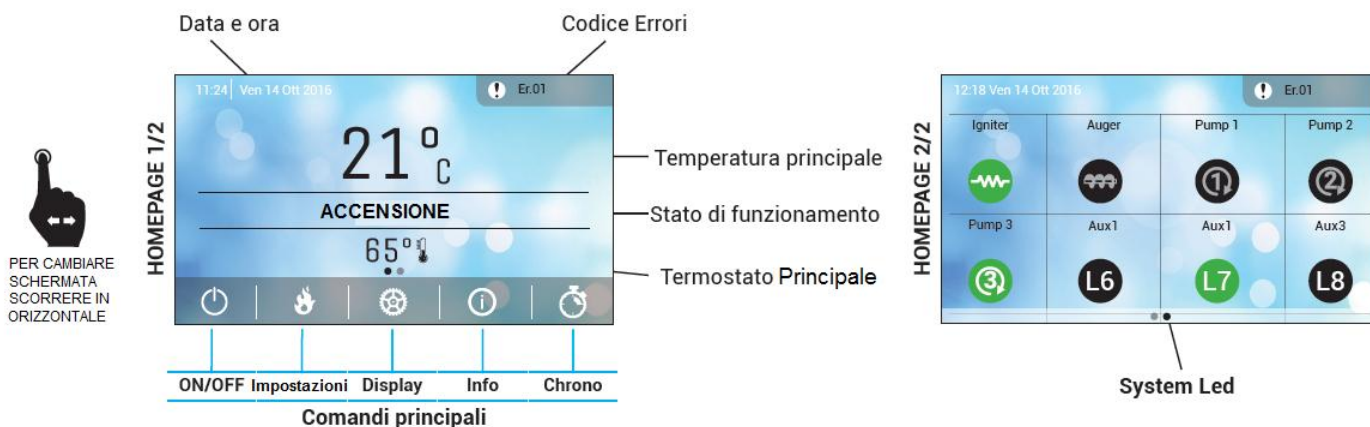 Data e ora
Codice Errori
HOMEPAGE 1/2
11:24 Ven 14 Ott 2016
Er.01
21°C
ACCENSIONE
65°
Temperatura principale
Stato di funzionamento
Termostato Principale
PER CAMBIARE
SCHERMATA
SCORRERE IN
ORIZZONTALE
ON/OFF
Impostazioni
Display
Info
Chrono
Comandi principali
HOMEPAGE 2/2
12:18 Ven 14 Ott 2016
Er.01
Igniter
Auger
Pump 1
Pump 2
1
2
Pump 3
Aux1
Aux1
Aux3
3
L6
L7
L8
System Led